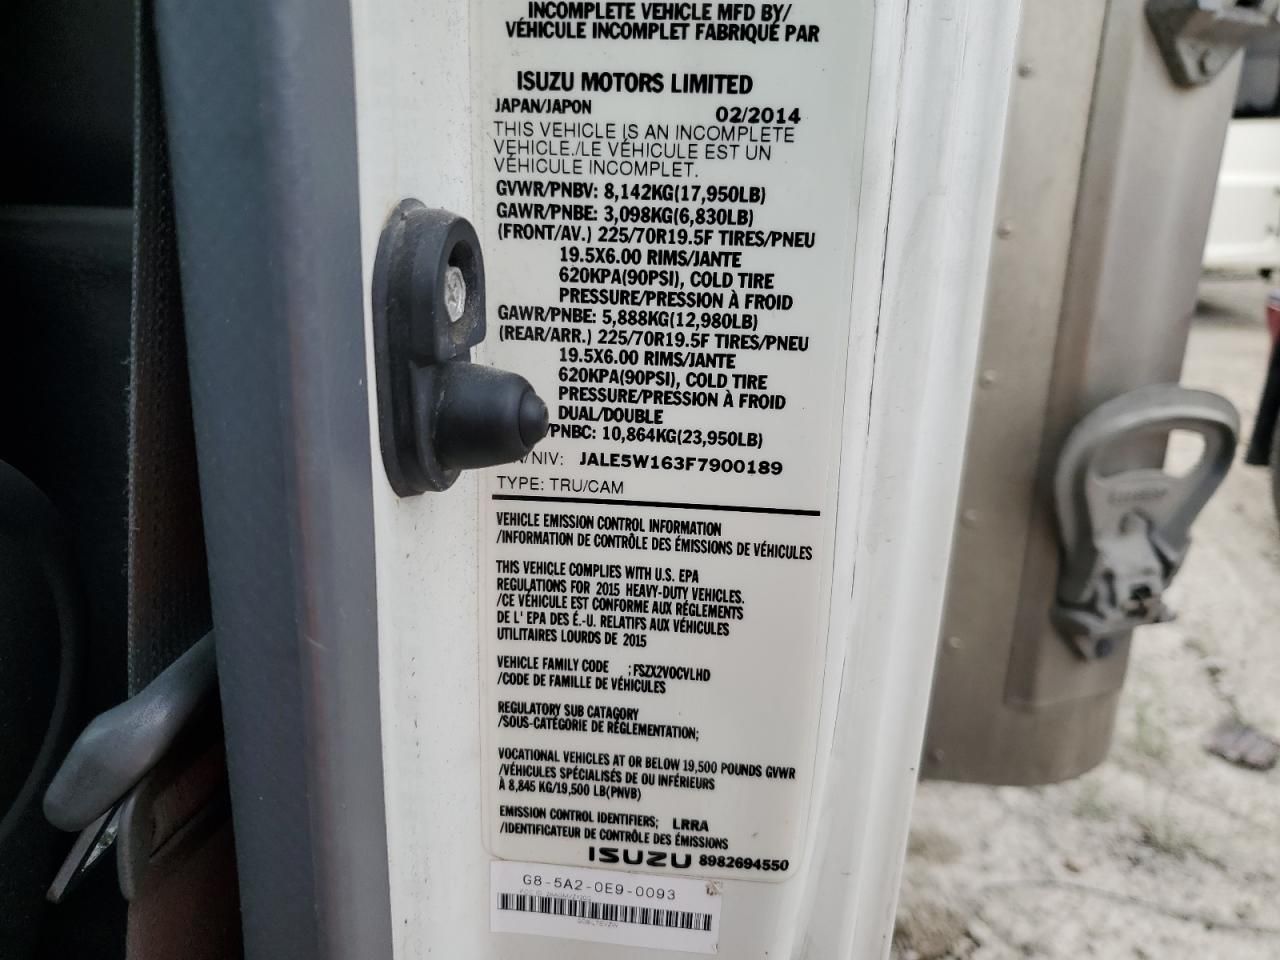 INCOMPLETE VEHICLE MFD BY/
VÉHICULE INCOMPLET FABRIQUÉ PAR
ISUZU MOTORS LIMITED
JAPAN/JAPON 02/2014
THIS VEHICLE IS AN INCOMPLETE
VEHICLE./LE VÉHICULE EST UN
VÉHICULE INCOMPLET.
GVWR/PNBV: 8,142KG(17,950LB)
GAWR/PNBE: 3,098KG(6,830LB)
(FRONT/AV.) 225/70R19.5F TIRES/PNEU
19.5X6.00 RIMS/JANTE
620KPA(90PSI), COLD TIRE
PRESSURE/PRESSION À FROID
GAWR/PNBE: 5,888KG(12,980LB)
(REAR/ARR.) 225/70R19.5F TIRES/PNEU
19.5X6.00 RIMS/JANTE
620KPA(90PSI), COLD TIRE
PRESSURE/PRESSION À FROID
DUAL/DOUBLE
/PNBC: 10,864KG(23,950LB)
/NIV: JALE5W163F7900189
TYPE: TRU/CAM
VEHICLE EMISSION CONTROL INFORMATION
/INFORMATION DE CONTRÔLE DES ÉMISSIONS DE VÉHICULES
THIS VEHICLE COMPLIES WITH U.S. EPA
REGULATIONS FOR 2015 HEAVY-DUTY VEHICLES.
/CE VÉHICULE EST CONFORME AUX RÉGLEMENTS
DE L' EPA DES É.-U. RELATIFS AUX VÉHICULES
UTILITAIRES LOURDS DE 2015
VEHICLE FAMILY CODE ;FSZX2VOCVLHD
/CODE DE FAMILLE DE VÉHICULES
REGULATORY SUB CATAGORY
/SOUS-CATÉGORIE DE RÉGLEMENTATION;
VOCATIONAL VEHICLES AT OR BELOW 19,500 POUNDS GVWR
/VÉHICULES SPÉCIALISÉS DE OU INFÉRIEURS
À 8,845 KG/19,500 LB(PNVB)
EMISSION CONTROL IDENTIFIERS; LRRA
/IDENTIFICATEUR DE CONTRÔLE DES ÉMISSIONS
ISUZU 8982694550
G8-5A2-0E9-0093